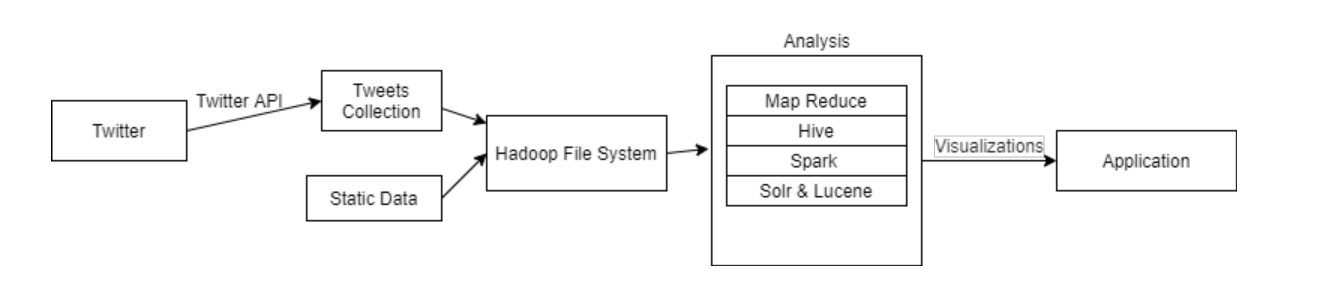 Analysis
Twitter
Twitter API
Tweets
Collection
Static Data
Hadoop File System
Map Reduce
Hive
Spark
Solr & Lucene
Visualizations
Application